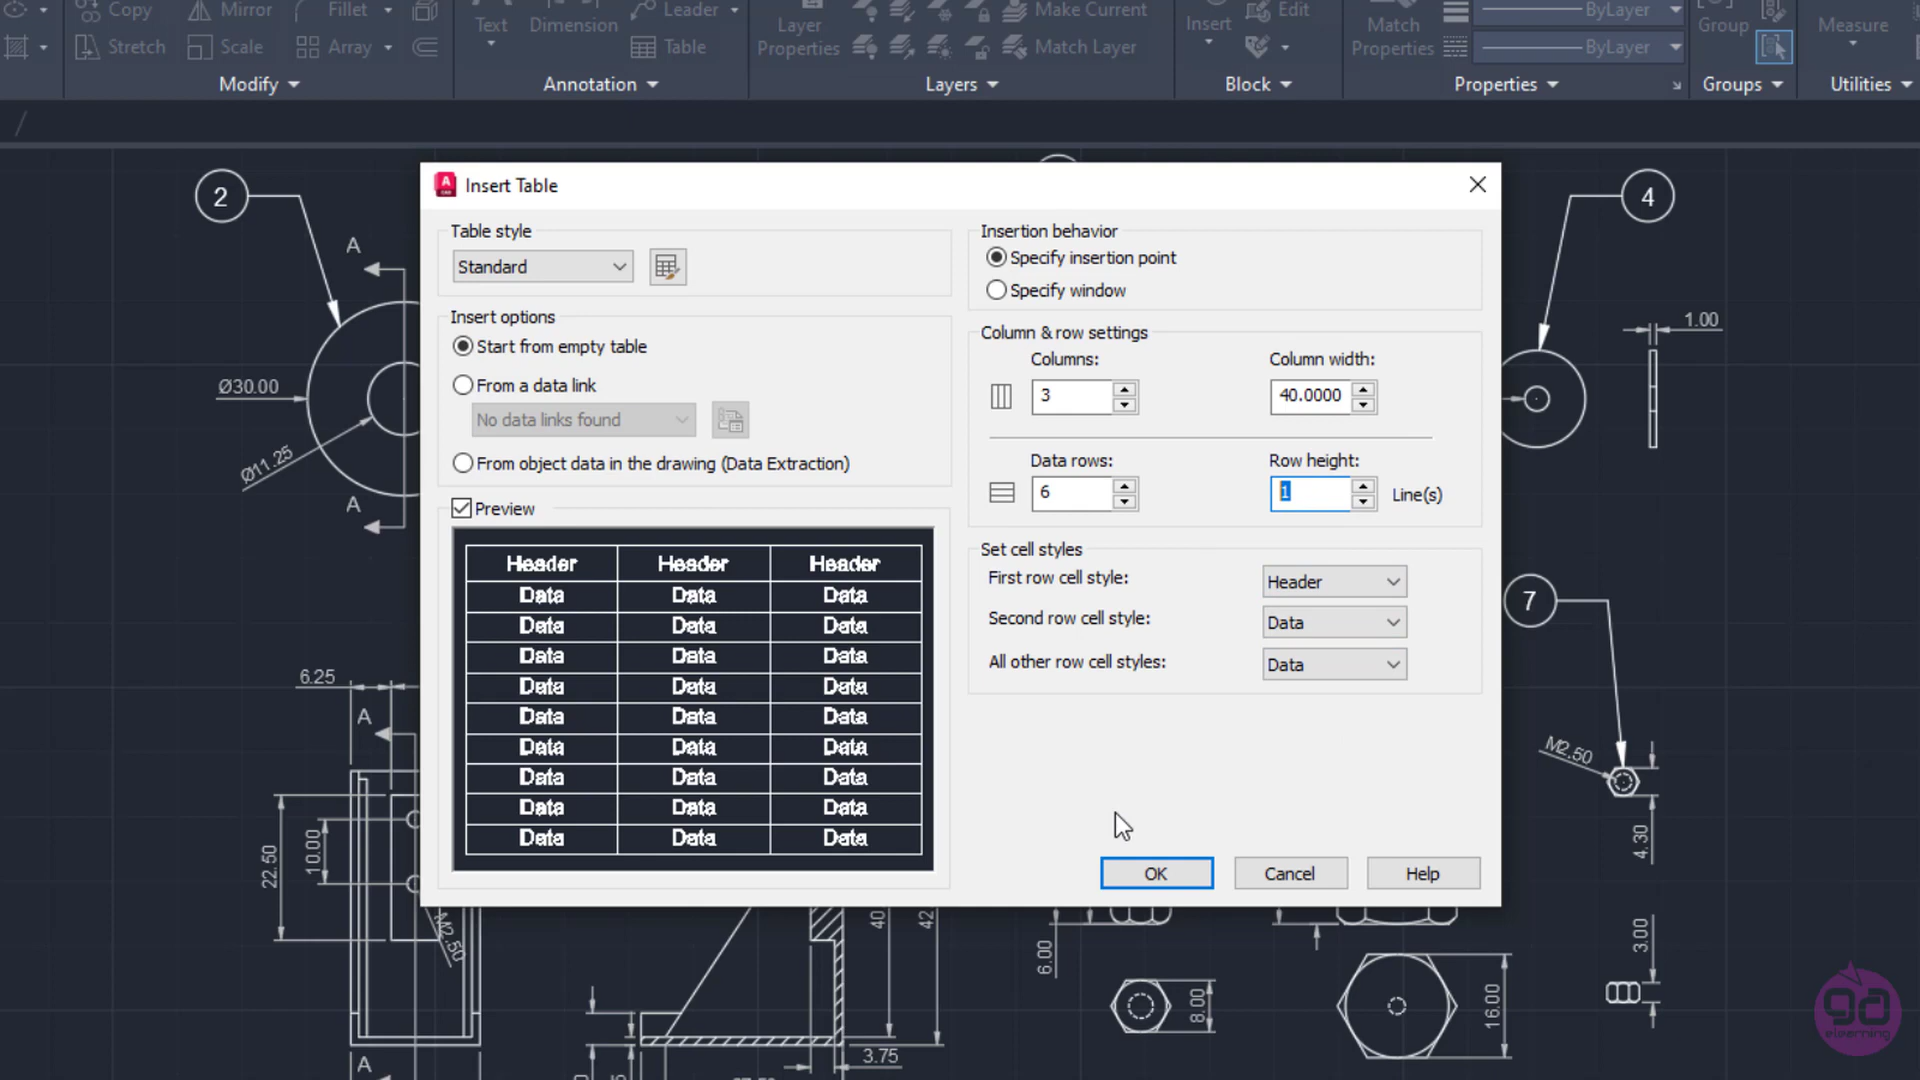 Copy
Mirror
Fillet
Stretch
Scale
Array
Modify
Text
Dimension
Leader
Table
Annotation
Layer
Properties
Make Current
Match Layer
Layers
Insert
Edit
Block
Match
Properties
ByLayer
ByLayer
Properties
Group
Groups
Measure
Utilities
2
A
Ø30.00
Ø11.25
A
4
1.00
Insert Table
Table style
Standard
Insert options
Start from empty table
From a data link
No data links found
From object data in the drawing (Data Extraction)
Preview
Header Header Header
Data Data Data
Data Data Data
Data Data Data
Data Data Data
Data Data Data
Data Data Data
Data Data Data
Data Data Data
Data Data Data
Insertion behavior
Specify insertion point
Specify window
Column & row settings
Columns:
3
Column width:
40.0000
Data rows:
6
Row height:
1
Line(s)
Set cell styles
First row cell style:
Header
Second row cell style:
Data
All other row cell styles:
Data
OK
Cancel
Help
7
M2.50
4.30
3.00
6.25
A
22.50
10.00
M2.50
A
40
42
3.75
6.00
8.00
16.00
ga
elearning